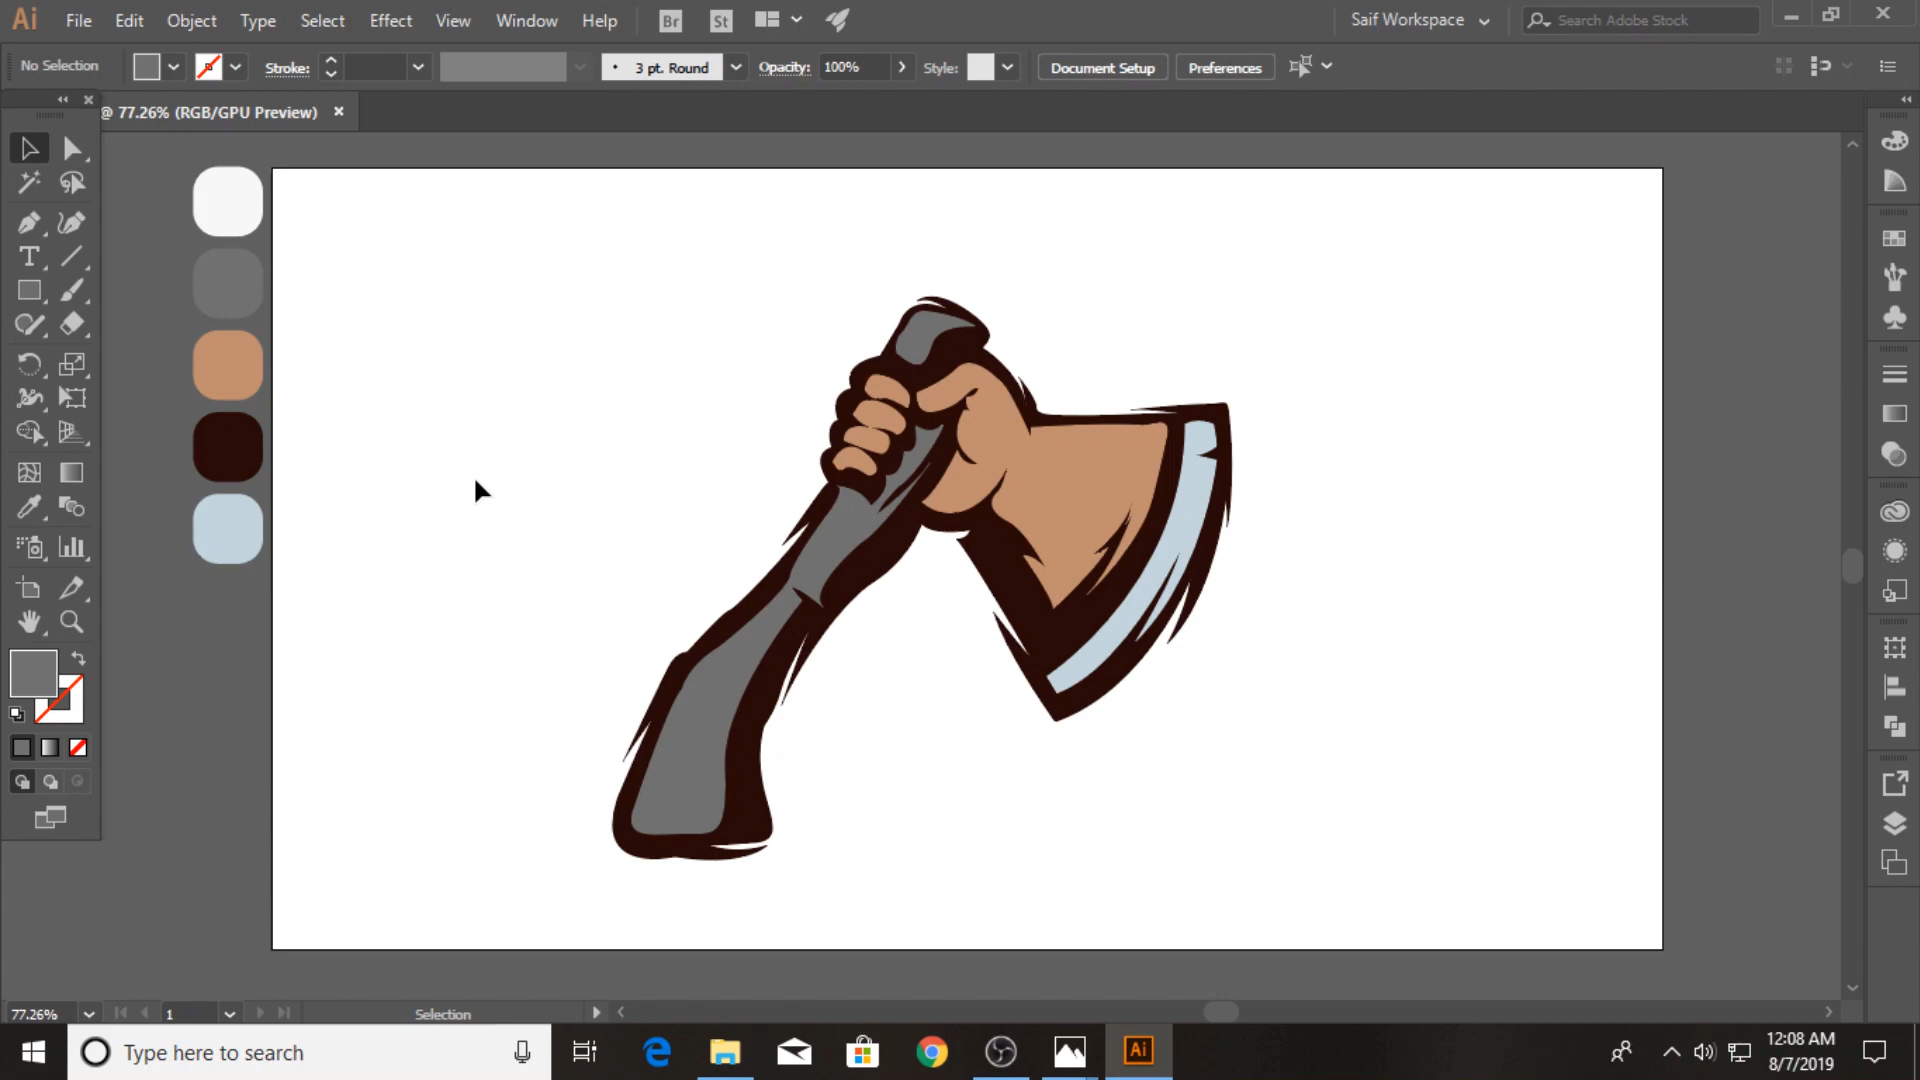 Ai File Edit Object Type Select Effect View Window Help Br St Saif Workspace Search Adobe Stock
No Selection Stroke: 3 pt. Round Opacity: 100% Style: Document Setup Preferences
@ 77.26% (RGB/GPU Preview) ×
T
77.26% 1 Selection
Type here to search Ai 12:08 AM
8/7/2019